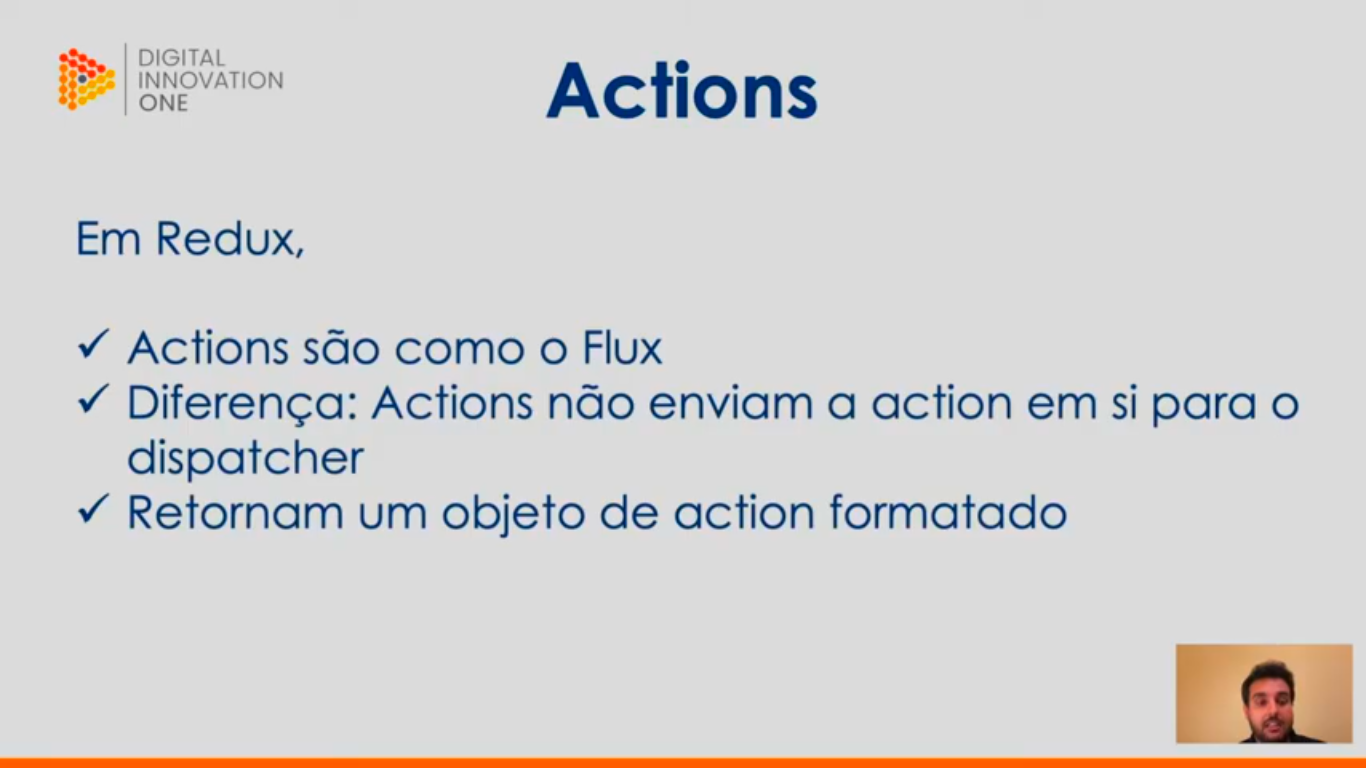 DIGITAL
INNOVATION
ONE
Actions
Em Redux,
✓ Actions são como o Flux
✓ Diferença: Actions não enviam a action em si para o
dispatcher
✓ Retornam um objeto de action formatado